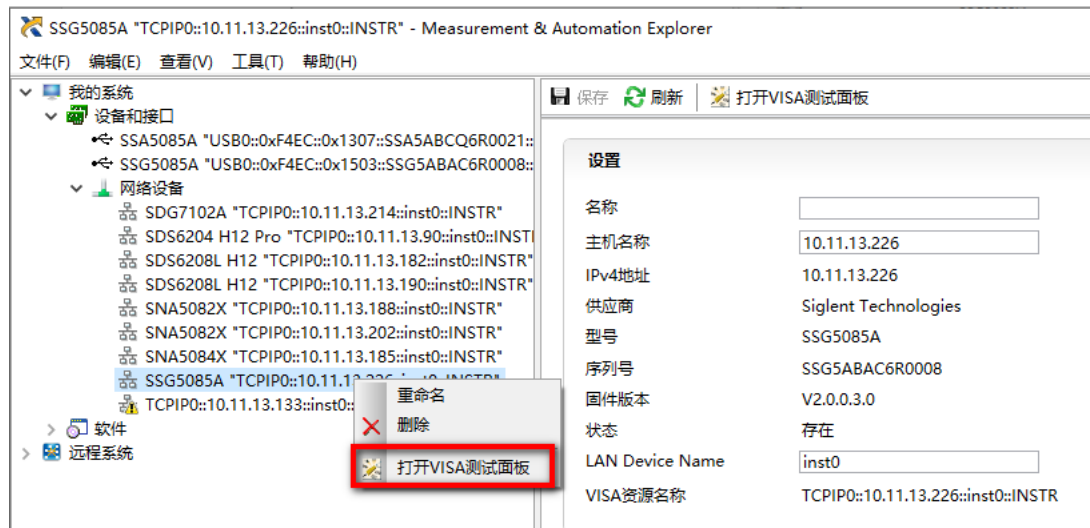 SSG5085A "TCPIP0::10.11.13.226::inst0::INSTR" - Measurement & Automation Explorer
文件(F) 编辑(E) 查看(V) 工具(T) 帮助(H)
我的系统
设备和接口
SSA5085A "USB0::0xF4EC::0x1307::SSA5ABCQ6R0021::
SSG5085A "USB0::0xF4EC::0x1503::SSG5ABAC6R0008::
网络设备
SDG7102A "TCPIP0::10.11.13.214::inst0::INSTR"
SDS6204 H12 Pro "TCPIP0::10.11.13.90::inst0::INSTI
SDS6208L H12 "TCPIP0::10.11.13.182::inst0::INSTR"
SDS6208L H12 "TCPIP0::10.11.13.190::inst0::INSTR"
SNA5082X "TCPIP0::10.11.13.188::inst0::INSTR"
SNA5082X "TCPIP0::10.11.13.202::inst0::INSTR"
SNA5084X "TCPIP0::10.11.13.185::inst0::INSTR"
SSG5085A "TCPIP0::10.11.13.226::inst0::INSTR"
TCPIP0::10.11.13.133::inst0::
软件
远程系统
重命名
删除
打开VISA测试面板
保存 刷新 打开VISA测试面板
设置
名称
主机名称 10.11.13.226
IPv4地址 10.11.13.226
供应商 Siglent Technologies
型号 SSG5085A
序列号 SSG5ABAC6R0008
固件版本 V2.0.0.3.0
状态 存在
LAN Device Name inst0
VISA资源名称 TCPIP0::10.11.13.226::inst0::INSTR